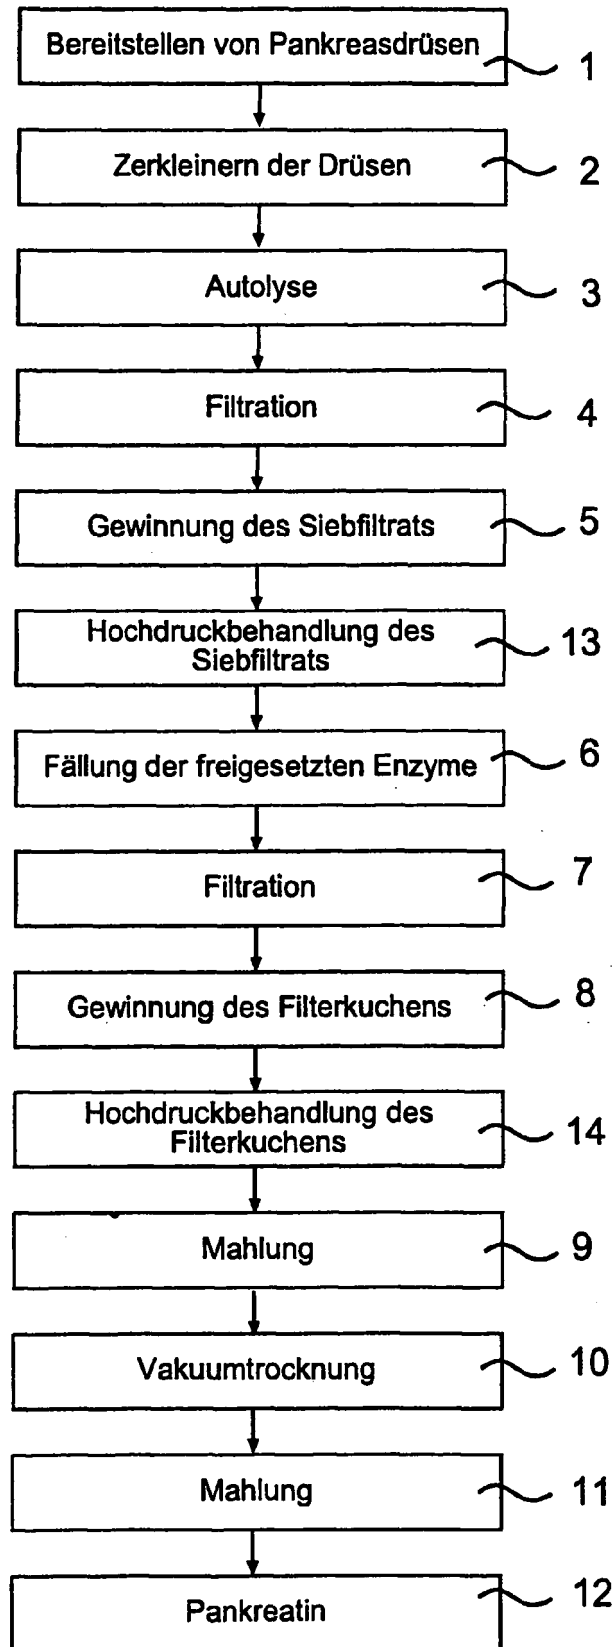 Bereitstellen von Pankreasdrüsen
1
Zerkleinern der Drüsen
2
Autolyse
3
Filtration
4
Gewinnung des Siebfiltrats
5
Hochdruckbehandlung des
Siebfiltrats
13
Fällung der freigesetzten Enzyme
6
Filtration
7
Gewinnung des Filterkuchens
8
Hochdruckbehandlung des
Filterkuchens
14
Mahlung
9
Vakuumtrocknung
10
Mahlung
11
Pankreatin
12